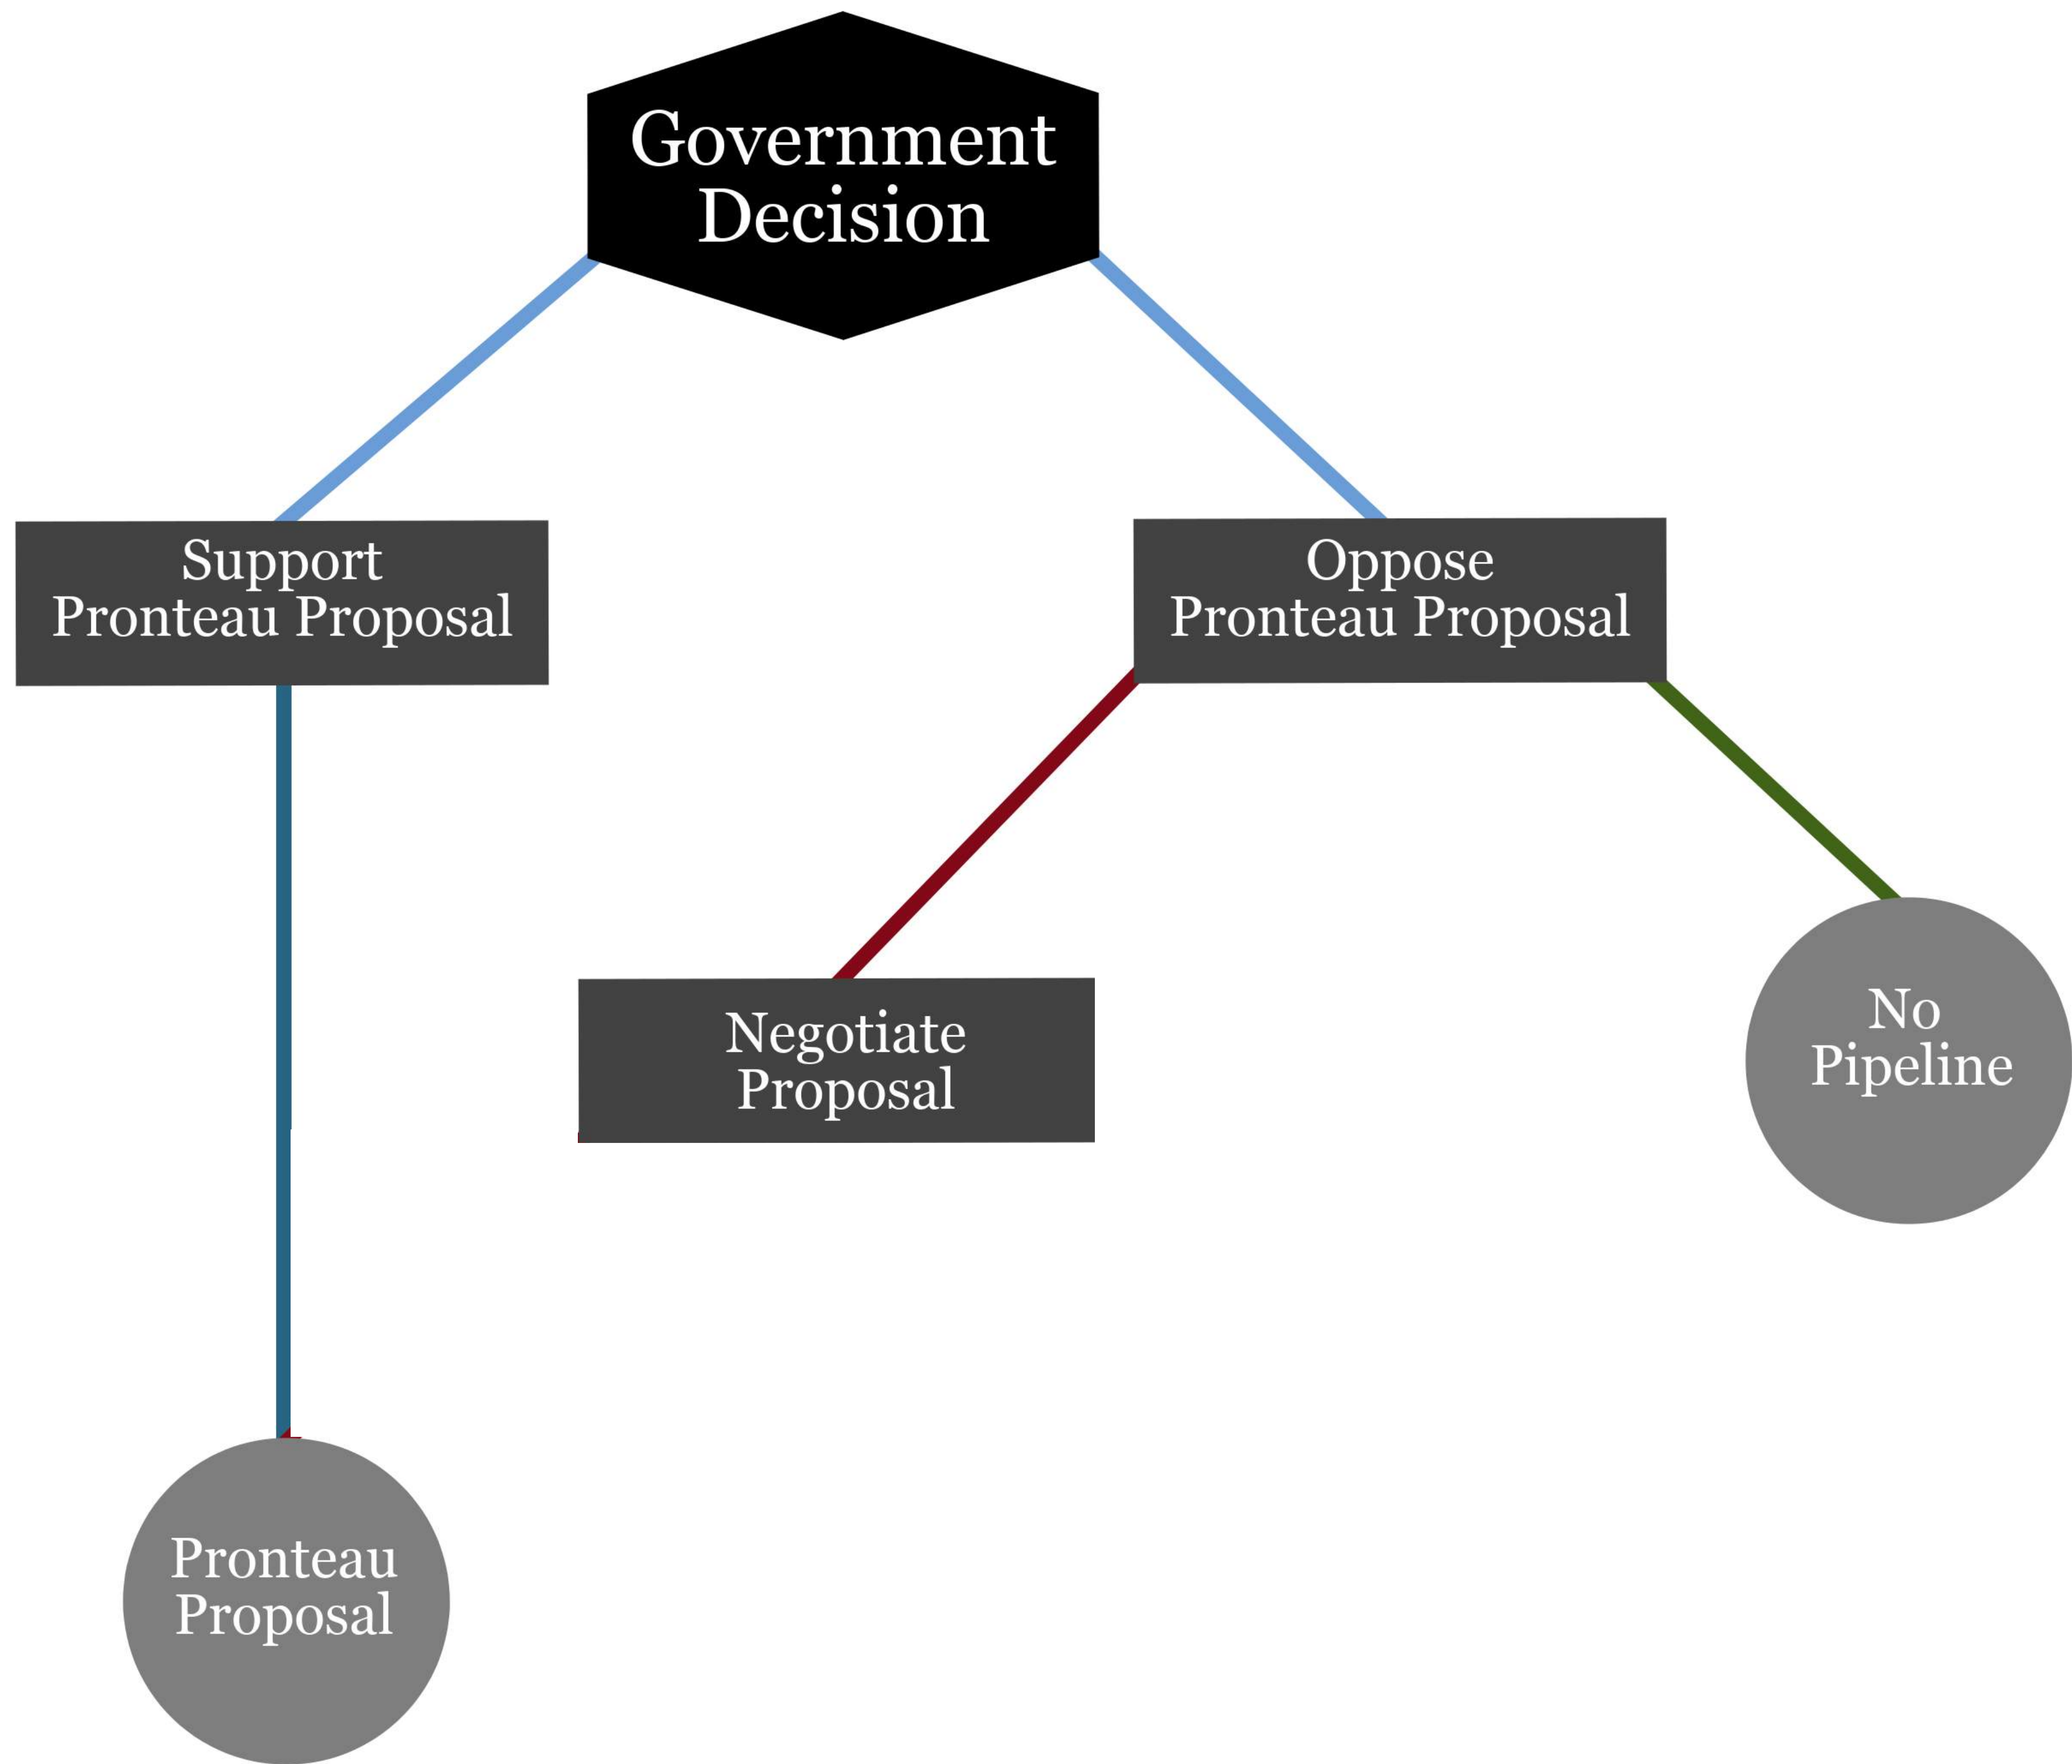 Government
Decision
Support
Pronteau Proposal
Oppose
Pronteau Proposal
Negotiate
Proposal
No
Pipeline
Pronteau
Proposal